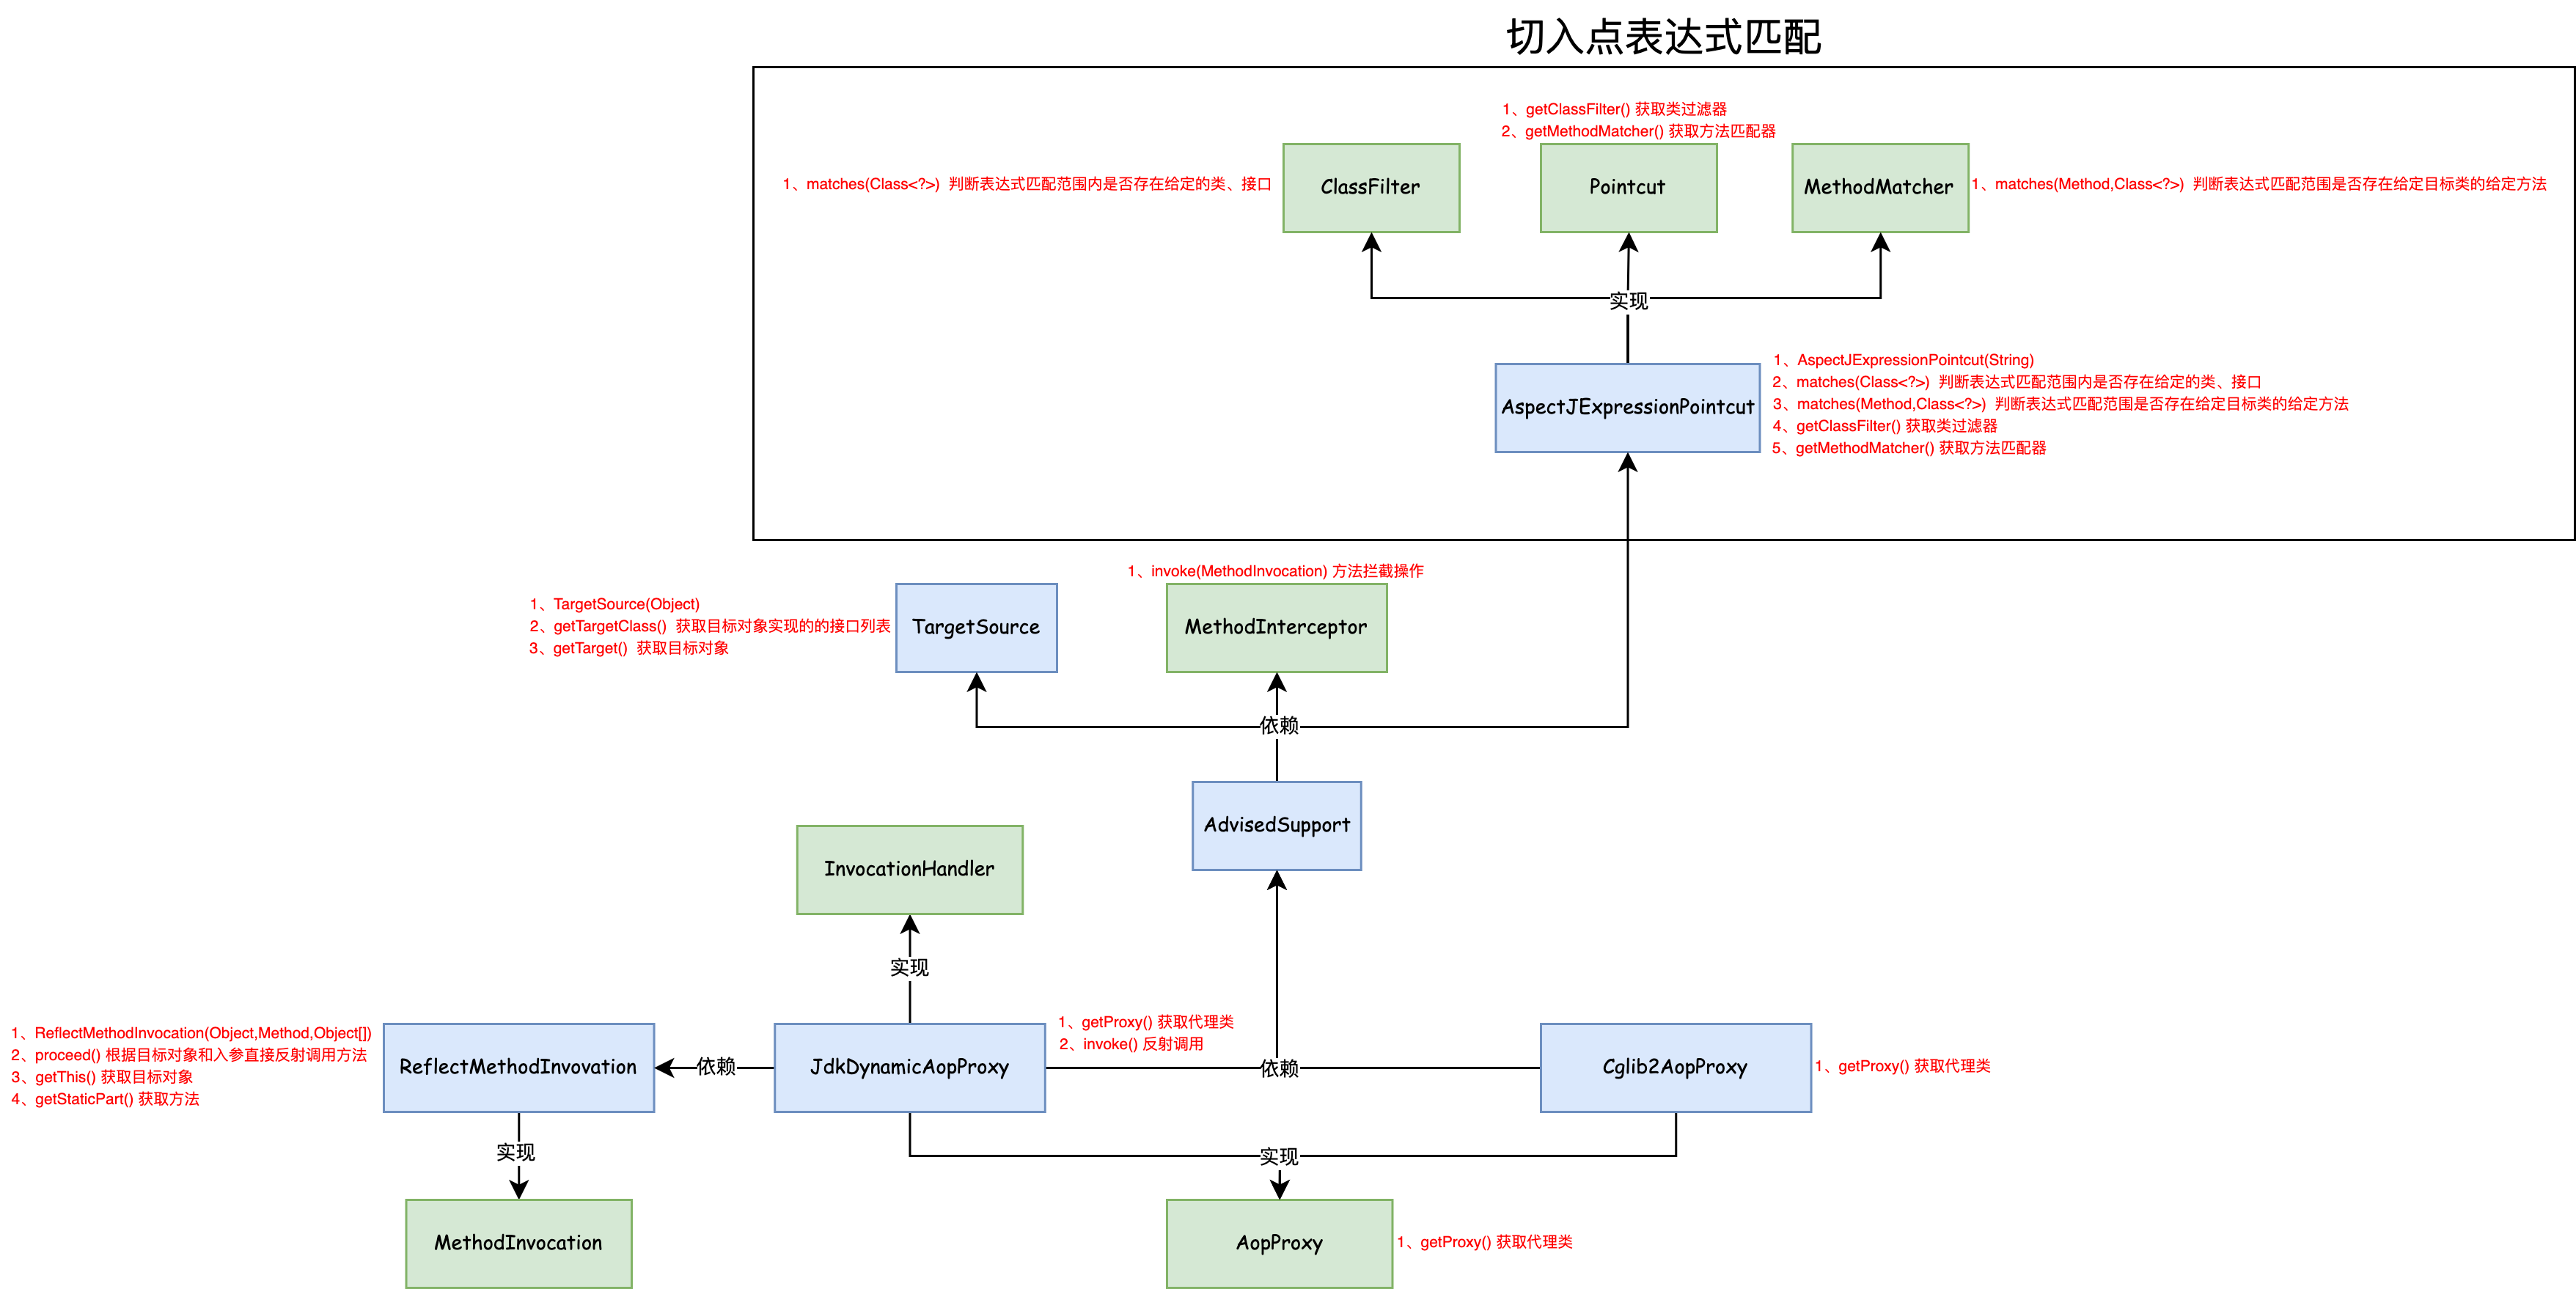 切入点表达式匹配
1、getClassFilter() 获取类过滤器
2、getMethodMatcher() 获取方法匹配器
1、matches(Class<?>) 判断表达式匹配范围内是否存在给定的类、接口
ClassFilter
Pointcut
MethodMatcher
1、matches(Method,Class<?>) 判断表达式匹配范围是否存在给定目标类的给定方法
实现
AspectJExpressionPointcut
1、AspectJExpressionPointcut(String)
2、matches(Class<?>) 判断表达式匹配范围内是否存在给定的类、接口
3、matches(Method,Class<?>) 判断表达式匹配范围是否存在给定目标类的给定方法
4、getClassFilter() 获取类过滤器
5、getMethodMatcher() 获取方法匹配器
1、invoke(MethodInvocation) 方法拦截操作
1、TargetSource(Object)
2、getTargetClass() 获取目标对象实现的的接口列表
3、getTarget() 获取目标对象
TargetSource
MethodInterceptor
依赖
AdvisedSupport
InvocationHandler
实现
1、ReflectMethodInvocation(Object,Method,Object[])
2、proceed() 根据目标对象和入参直接反射调用方法
3、getThis() 获取目标对象
4、getStaticPart() 获取方法
ReflectMethodInvovation
依赖
JdkDynamicAopProxy
1、getProxy() 获取代理类
2、invoke() 反射调用
依赖
Cglib2AopProxy
1、getProxy() 获取代理类
实现
实现
MethodInvocation
AopProxy
1、getProxy() 获取代理类